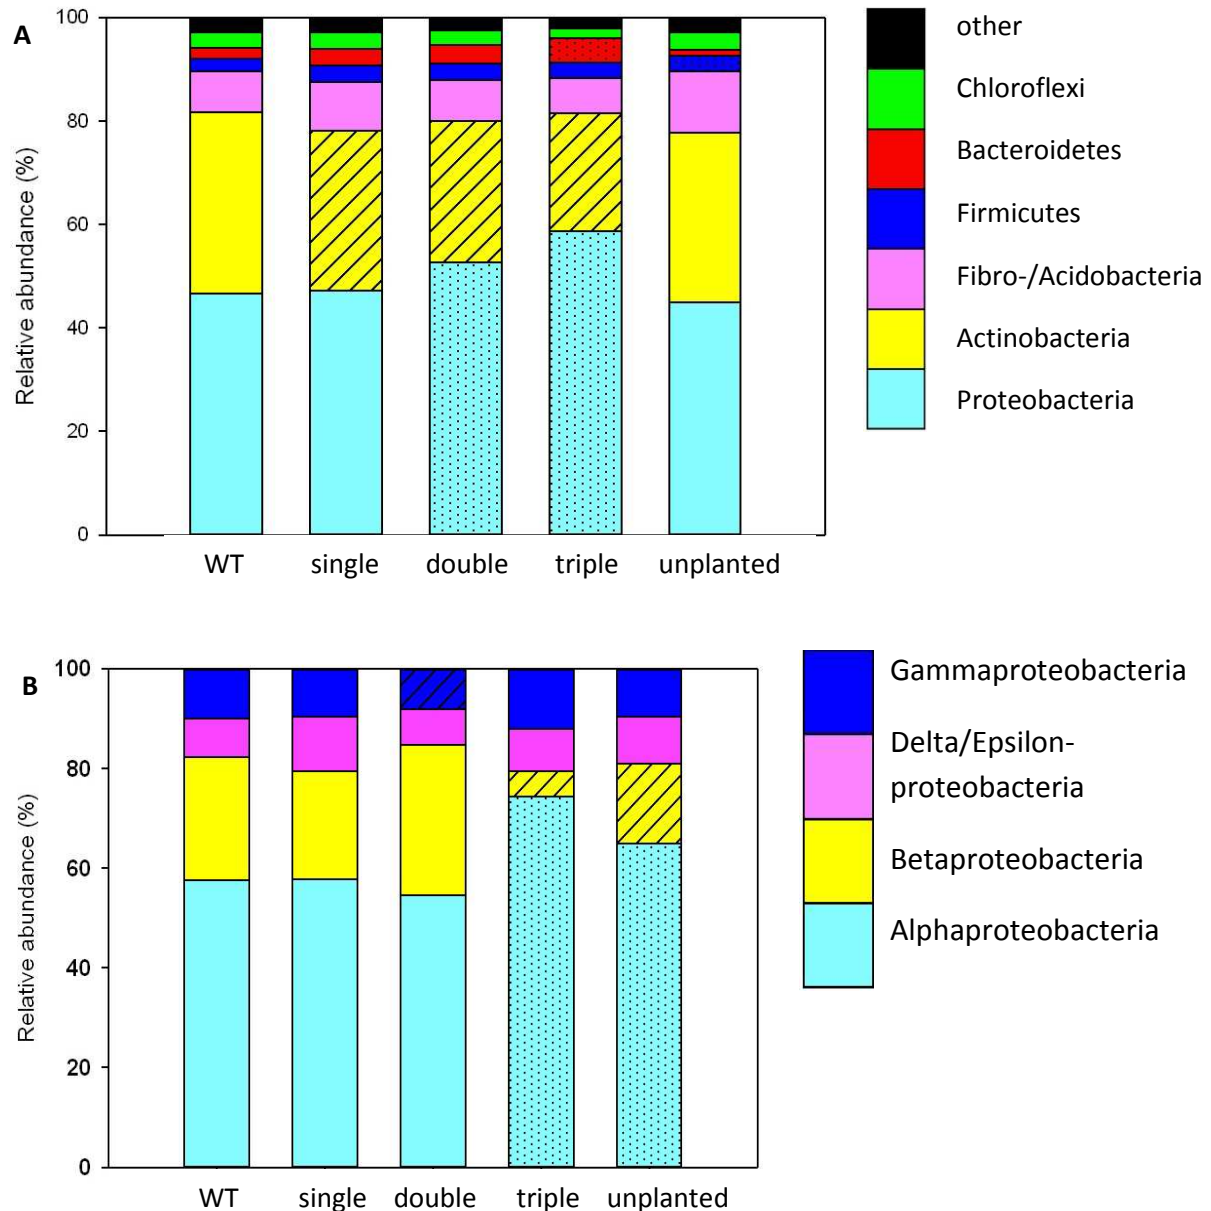 A
Relative abundance (%)
100
80
60
40
20
0
WT single double triple unplanted
other
Chloroflexi
Bacteroidetes
Firmicutes
Fibro-/Acidobacteria
Actinobacteria
Proteobacteria
B
Relative abundance (%)
100
80
60
40
20
0
WT single double triple unplanted
Gammaproteobacteria
Delta/Epsilon-
proteobacteria
Betaproteobacteria
Alphaproteobacteria